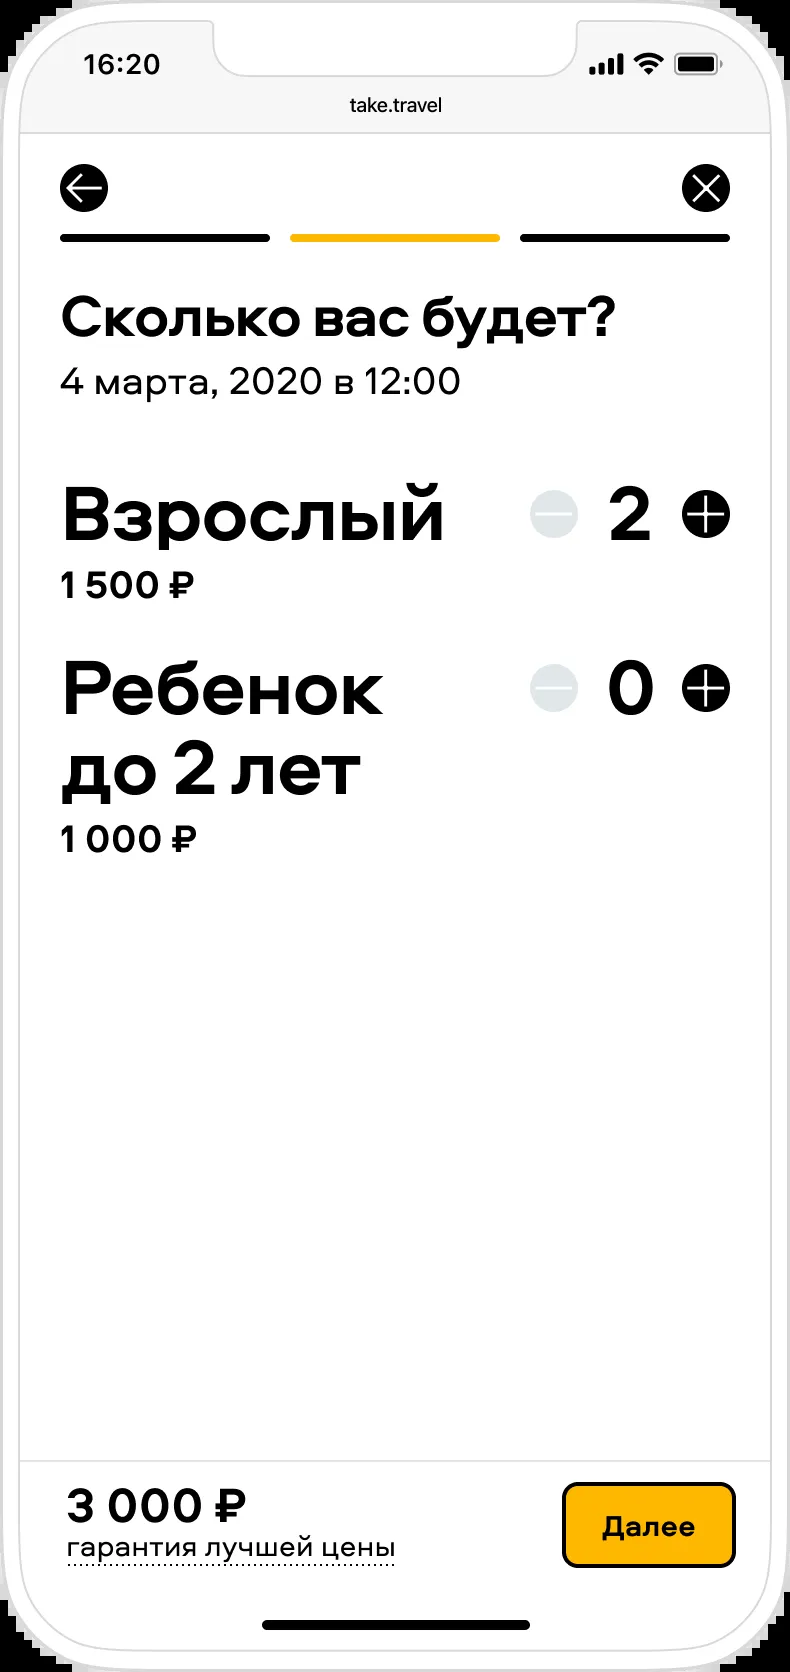 16:20
take.travel
Сколько вас будет?
4 марта, 2020 в 12:00
Взрослый 2
1 500 ₽
Ребенок 0
до 2 лет
1 000 ₽
3 000 ₽
гарантия лучшей цены
Далее